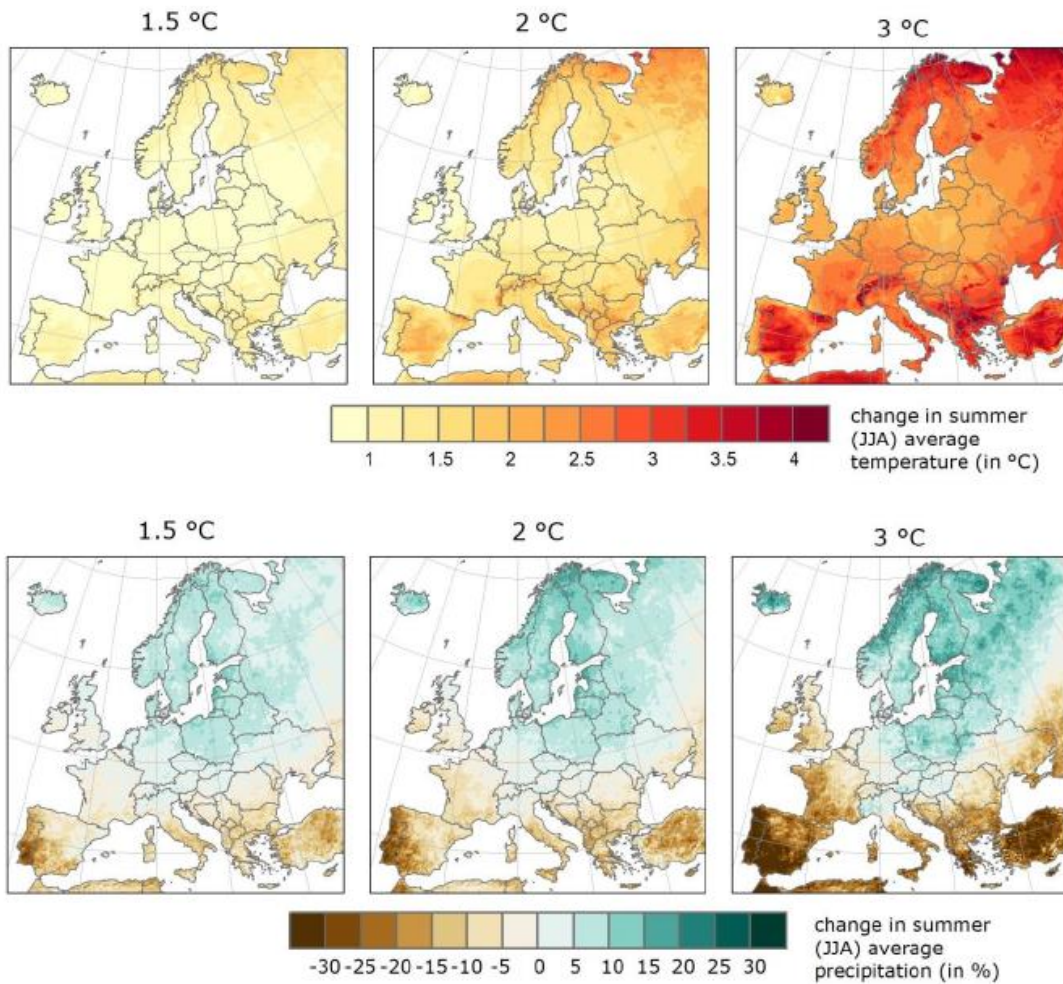 1.5 °C
2 °C
3 °C
1 1.5 2 2.5 3 3.5 4
change in summer
(JJA) average
temperature (in °C)
1.5 °C
2 °C
3 °C
-30 -25 -20 -15 -10 -5 0 5 10 15 20 25 30
change in summer
(JJA) average
precipitation (in %)